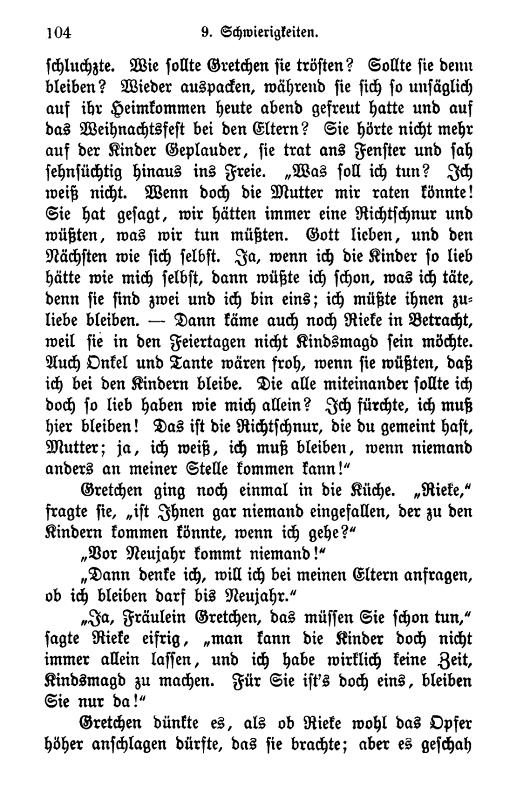 104 9. Schwierigkeiten.
schluchzte. Wie sollte Gretchen sie trösten? Sollte sie denn
bleiben? Wieder auspacken, während sie sich so unsäglich
auf ihr Heimkommen heute abend gefreut hatte und auf
das Weihnachtsfest bei den Eltern? Sie hörte nicht mehr
auf der Kinder Geplauder, sie trat ans Fenster und sah
sehnsüchtig hinaus ins Freie. „Was soll ich tun? Ich
weiß nicht. Wenn doch die Mutter mir raten könnte!
Sie hat gesagt, wir hätten immer eine Richtschnur und
wüßten, was wir tun müßten. Gott lieben, und den
Nächsten wie sich selbst. Ja, wenn ich die Kinder so lieb
hätte wie mich selbst, dann wüßte ich schon, was ich täte,
denn sie sind zwei und ich bin eins; ich müßte ihnen zu-
liebe bleiben. — Dann käme auch noch Rieke in Betracht,
weil sie in den Feiertagen nicht Kindsmagd sein möchte.
Auch Onkel und Tante wären froh, wenn sie wüßten, daß
ich bei den Kindern bleibe. Die alle miteinander sollte ich
doch so lieb haben wie mich allein? Ich fürchte, ich muß
hier bleiben! Das ist die Richtschnur, die du gemeint hast,
Mutter; ja, ich weiß, ich muß bleiben, wenn niemand
anders an meiner Stelle kommen kann!“
Gretchen ging noch einmal in die Küche. „Rieke,“
fragte sie, „ist Ihnen gar niemand eingefallen, der zu den
Kindern kommen könnte, wenn ich gehe?“
„Vor Neujahr kommt niemand!“
„Dann denke ich, will ich bei meinen Eltern anfragen,
ob ich bleiben darf bis Neujahr.“
„Ja, Fräulein Gretchen, das müssen Sie schon tun,“
sagte Rieke eifrig, „man kann die Kinder doch nicht
immer allein lassen, und ich habe wirklich keine Zeit,
Kindsmagd zu machen. Für Sie ist's doch eins, bleiben
Sie nur da!“
Gretchen dünkte es, als ob Rieke wohl das Opfer
höher anschlagen dürfte, das sie brachte; aber es geschah